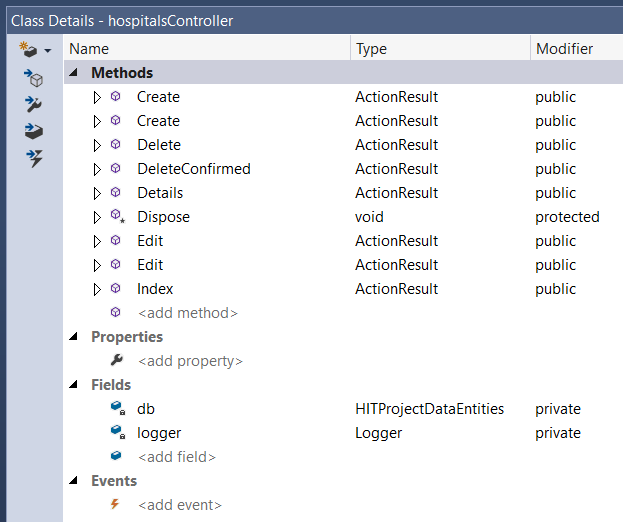 Class Details - hospitalsController
Name Type Modifier
Methods
Create ActionResult public
Create ActionResult public
Delete ActionResult public
DeleteConfirmed ActionResult public
Details ActionResult public
Dispose void protected
Edit ActionResult public
Edit ActionResult public
Index ActionResult public
<add method>
Properties
<add property>
Fields
db HITProjectDataEntities private
logger Logger private
<add field>
Events
<add event>